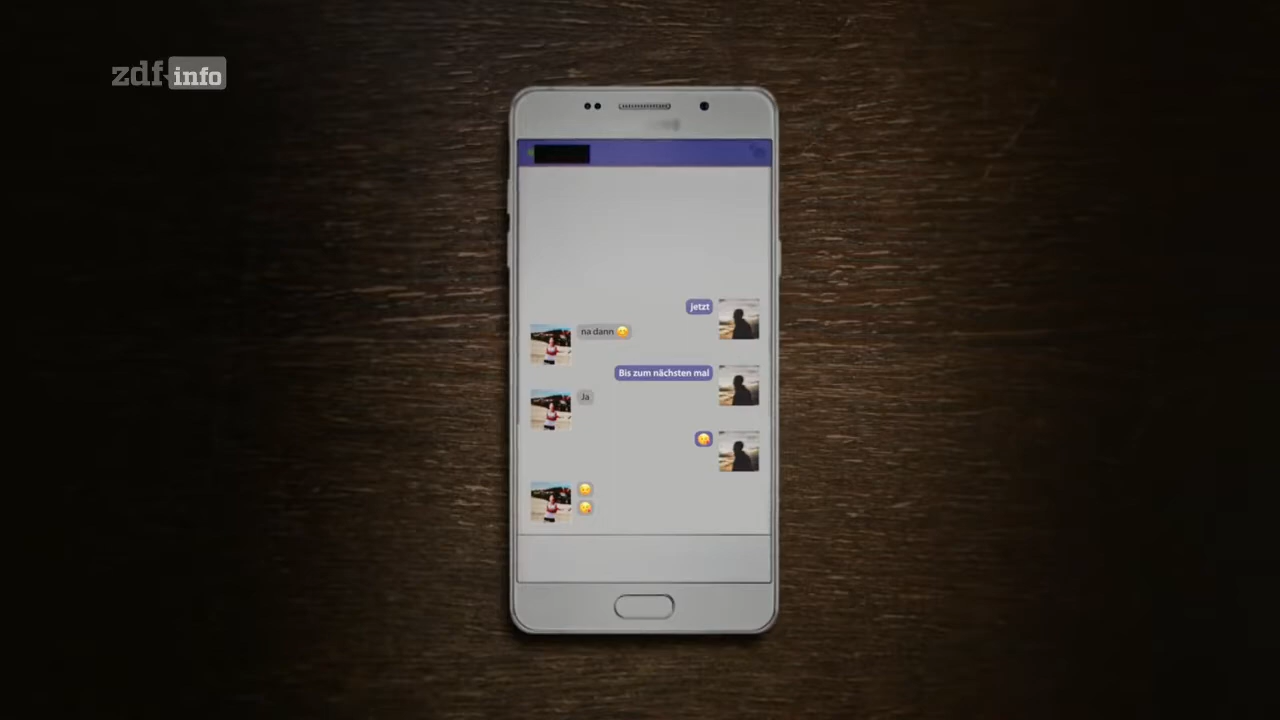 zdf info
jetzt
na dann 😊
Bis zum nächsten mal
Ja
😘
😊
😘